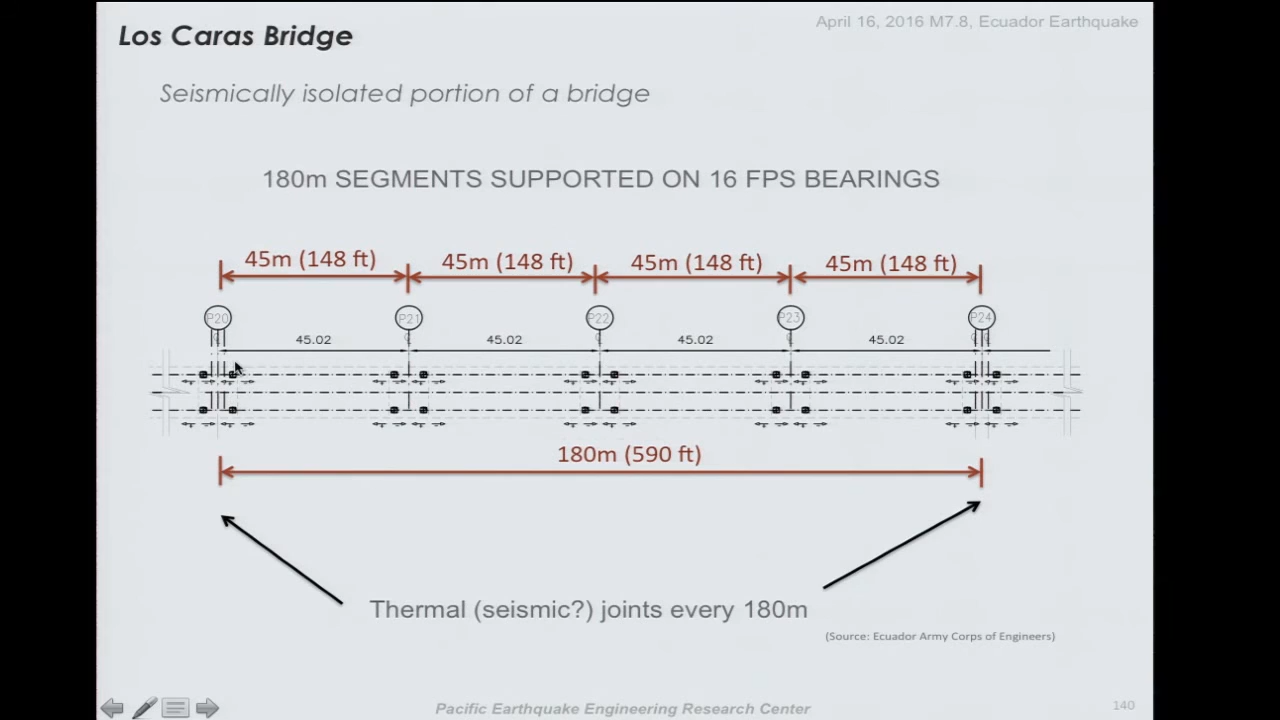 April 16, 2016 M7.8, Ecuador Earthquake
Los Caras Bridge
Seismically isolated portion of a bridge
180m SEGMENTS SUPPORTED ON 16 FPS BEARINGS
45m (148 ft) 45m (148 ft) 45m (148 ft) 45m (148 ft)
P20 P21 P22 P23 P24
45.02 45.02 45.02 45.02
180m (590 ft)
Thermal (seismic?) joints every 180m
(Source: Ecuador Army Corps of Engineers)
Pacific Earthquake Engineering Research Center
140